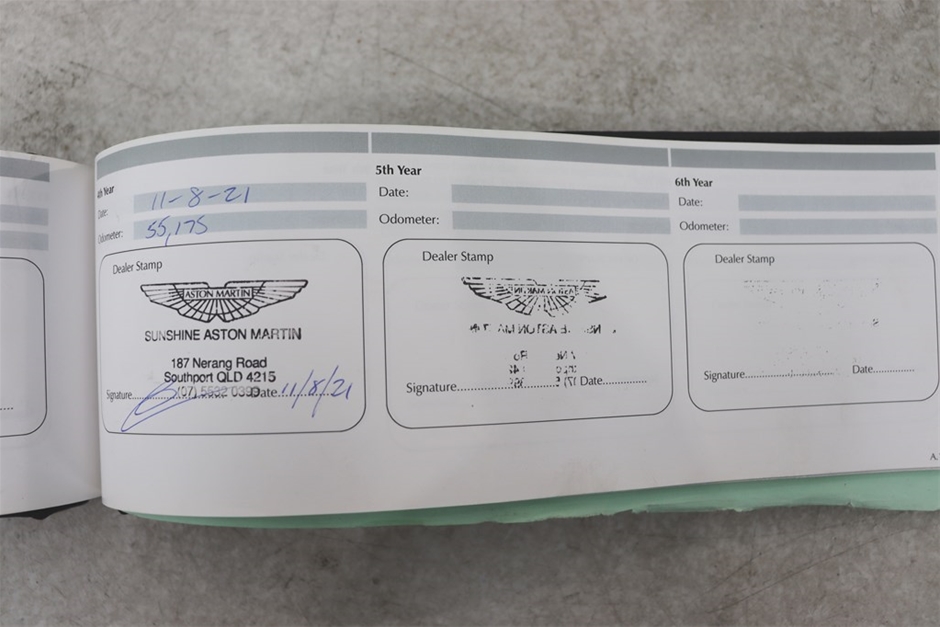 4th Year
Date: 11-8-21
Odometer: 55,175
Dealer Stamp
ASTON MARTIN
SUNSHINE ASTON MARTIN
187 Nerang Road
Southport QLD 4215
(07)
Signature.............. Date 11/8/21
5th Year
Date:
Odometer:
Dealer Stamp
Signature.............. Date..............
6th Year
Date:
Odometer:
Dealer Stamp
Signature.............. Date..............